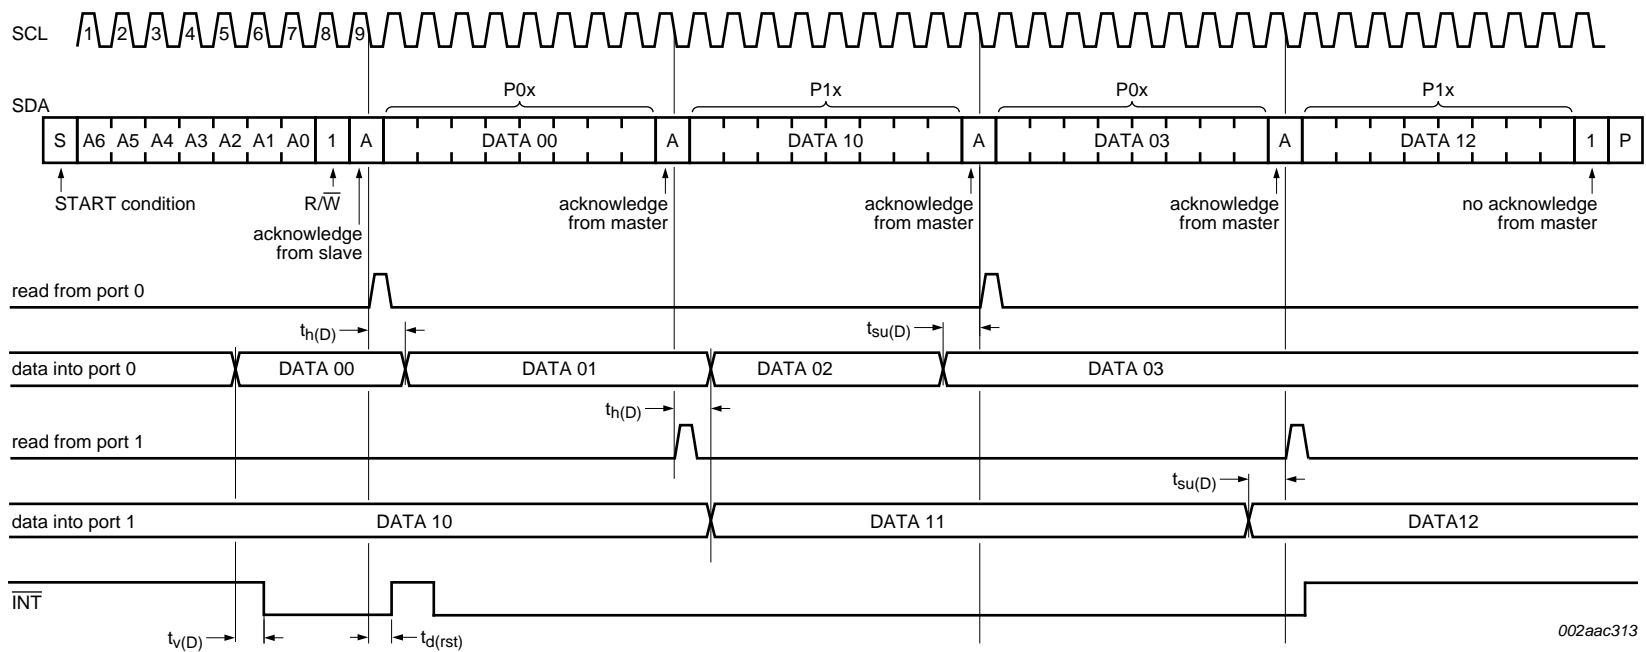 SCL
1 2 3 4 5 6 7 8 9
SDA
P0x P1x P0x P1x
S A6 A5 A4 A3 A2 A1 A0 1 A DATA 00 A DATA 10 A DATA 03 A DATA 12 1 P
START condition
R/W
acknowledge
from slave
acknowledge
from master
acknowledge
from master
acknowledge
from master
no acknowledge
from master
read from port 0
th(D)
tsu(D)
data into port 0 DATA 00 DATA 01 DATA 02 DATA 03
th(D)
read from port 1
tsu(D)
data into port 1 DATA 10 DATA 11 DATA12
INT
tv(D)
td(rst)
002aac313